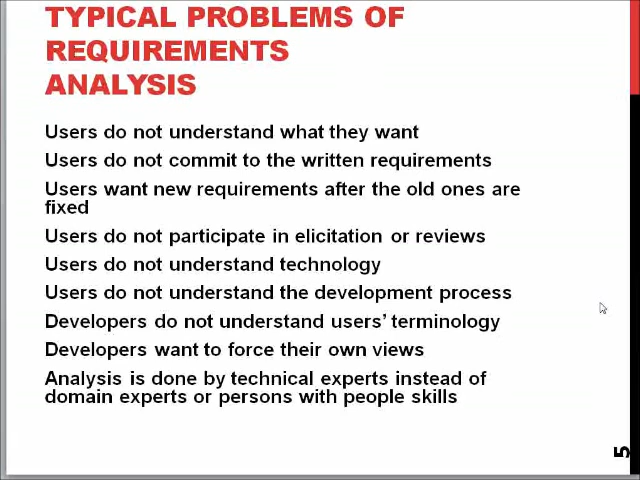 TYPICAL PROBLEMS OF
REQUIREMENTS
ANALYSIS
Users do not understand what they want
Users do not commit to the written requirements
Users want new requirements after the old ones are
fixed
Users do not participate in elicitation or reviews
Users do not understand technology
Users do not understand the development process
Developers do not understand users’ terminology
Developers want to force their own views
Analysis is done by technical experts instead of
domain experts or persons with people skills
5